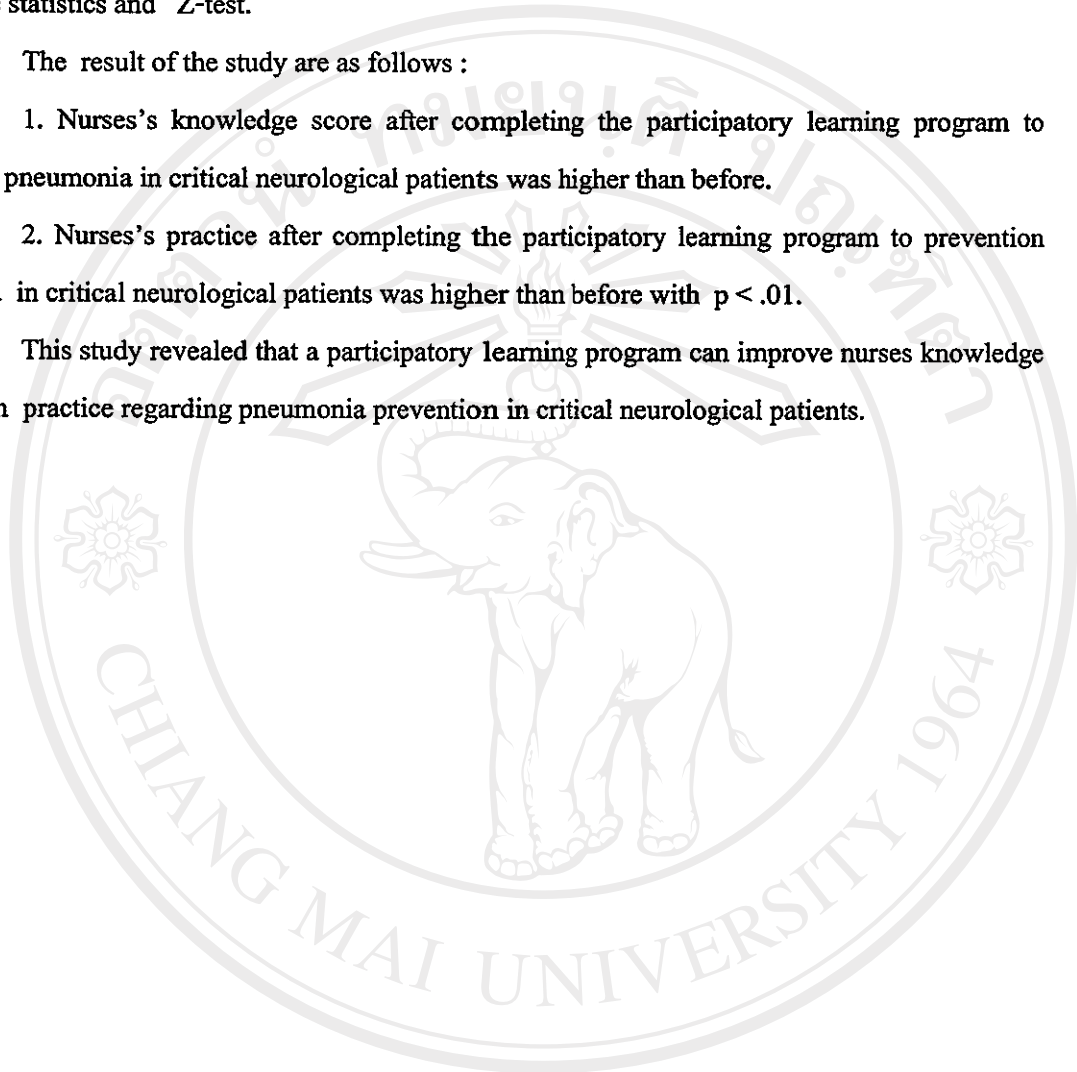 statistics and Z-test.
The result of the study are as follows :
1. Nurses's knowledge score after completing the participatory learning program to
pneumonia in critical neurological patients was higher than before.
2. Nurses's practice after completing the participatory learning program to prevention
in critical neurological patients was higher than before with p < .01.
This study revealed that a participatory learning program can improve nurses knowledge
practice regarding pneumonia prevention in critical neurological patients.
CHIANG MAI UNIVERSITY 1964